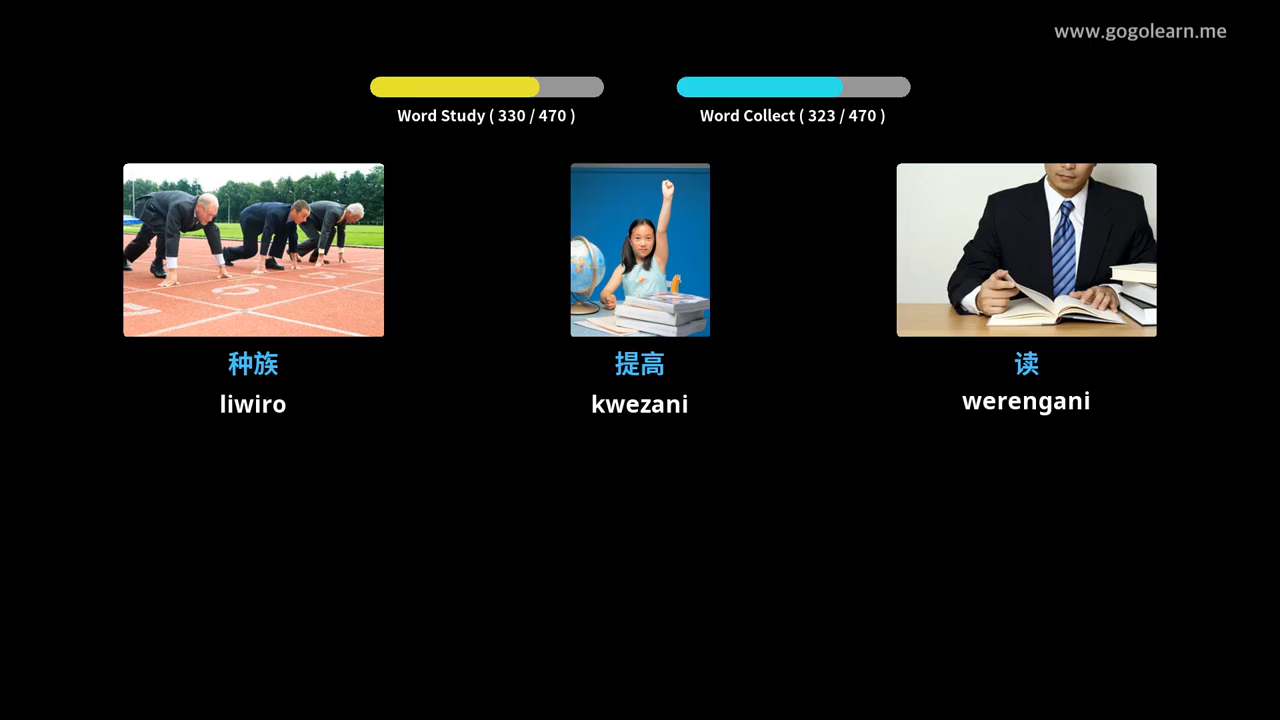 www.gogolearn.me
Word Study ( 330 / 470 )
Word Collect ( 323 / 470 )
种族
提高
读
liwiro
kwezani
werengani